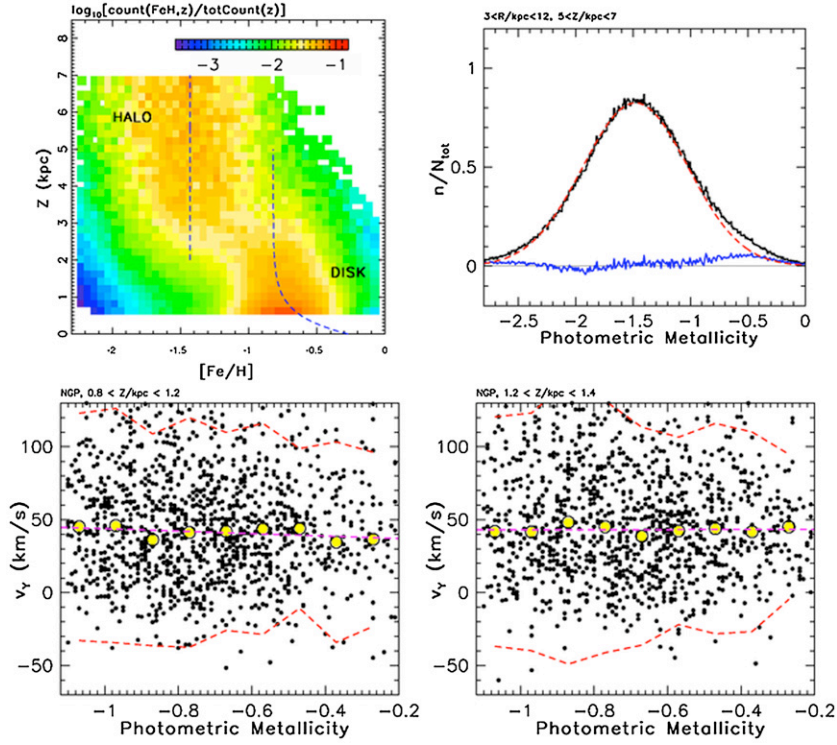 log10[count(FeH,z)/totCount(z)]
−3 −2 −1
HALO
DISK
Z (kpc)
0 1 2 3 4 5 6 7 8
-2 -1.5 -1 -0.5 0
[Fe/H]
3<R/kpc<12, 5<Z/kpc<7
n/Ntot
0 0.5 1
−2.5 −2 −1.5 −1 −0.5 0
Photometric Metallicity
NGP, 0.8 < Z/kpc < 1.2
vY (km/s)
100
50
0
−50
−1 −0.8 −0.6 −0.4 −0.2
Photometric Metallicity
NGP, 1.2 < Z/kpc < 1.4
vY (km/s)
100
50
0
−50
−1 −0.8 −0.6 −0.4 −0.2
Photometric Metallicity